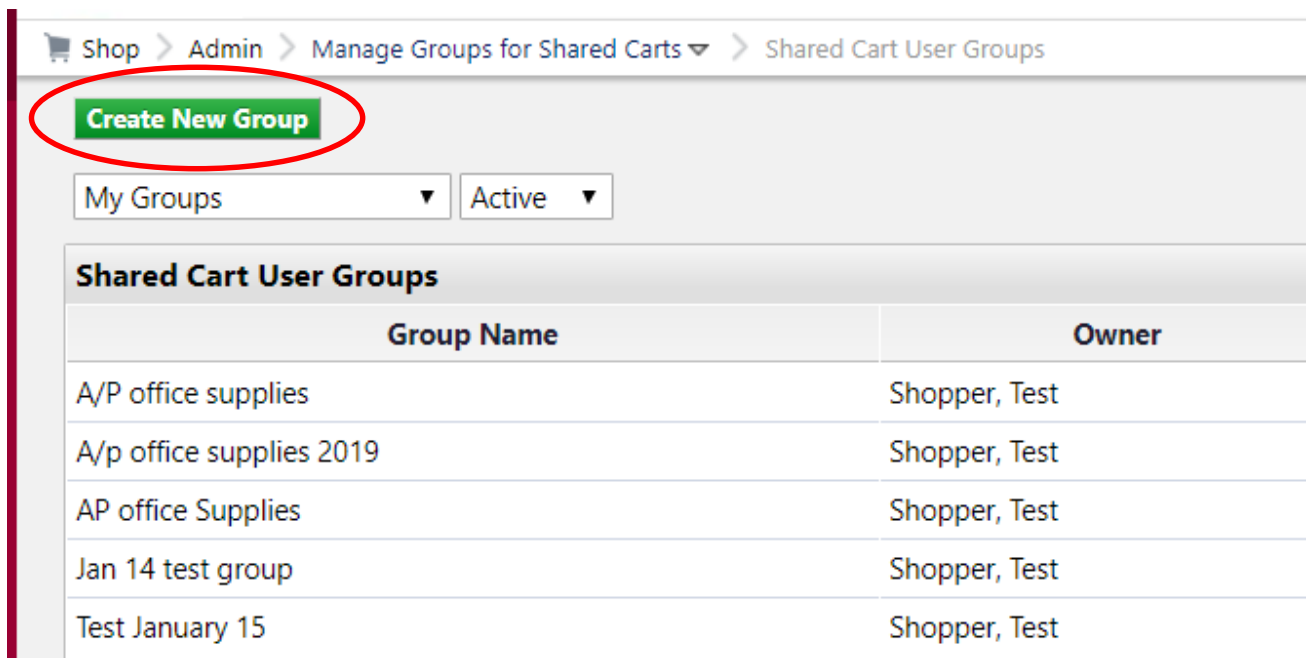 Shop > Admin > Manage Groups for Shared Carts > Shared Cart User Groups
Create New Group
My Groups Active
Shared Cart User Groups
Group Name Owner
A/P office supplies Shopper, Test
A/p office supplies 2019 Shopper, Test
AP office Supplies Shopper, Test
Jan 14 test group Shopper, Test
Test January 15 Shopper, Test